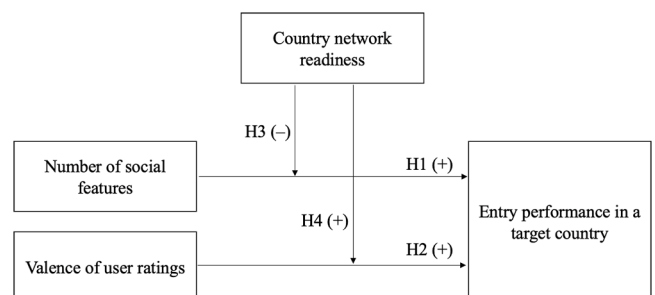 Country network
readiness
H3 (–)
Number of social
features
H1 (+)
H4 (+)
Entry performance in a
target country
Valence of user ratings
H2 (+)